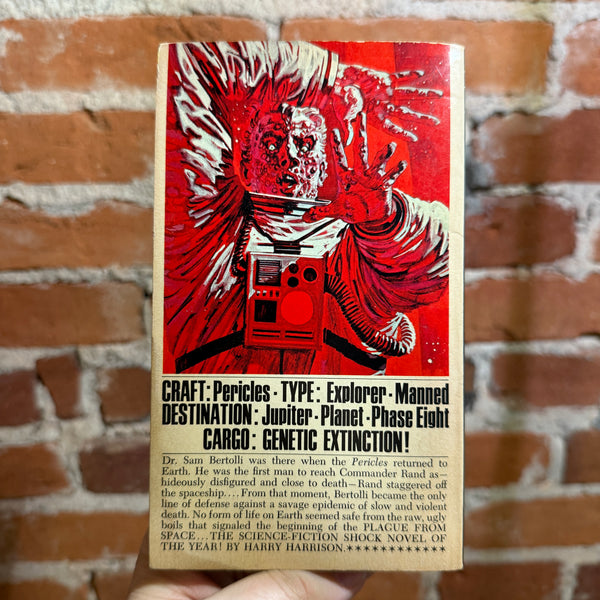 CRAFT: Pericles · TYPE: Explorer · Manned
DESTINATION: Jupiter · Planet · Phase Eight
CARGO: GENETIC EXTINCTION!
Dr. Sam Bertolli was there when the Pericles returned to
Earth. He was the first man to reach Commander Rand as—
hideously disfigured and close to death—Rand staggered off
the spaceship.... From that moment, Bertolli became the only
line of defense against a savage epidemic of slow and violent
death. No form of life on Earth seemed safe from the raw, ugly
boils that signaled the beginning of the PLAGUE FROM
SPACE...THE SCIENCE-FICTION SHOCK NOVEL OF
THE YEAR! BY HARRY HARRISON.★★★★★★★★★★★★